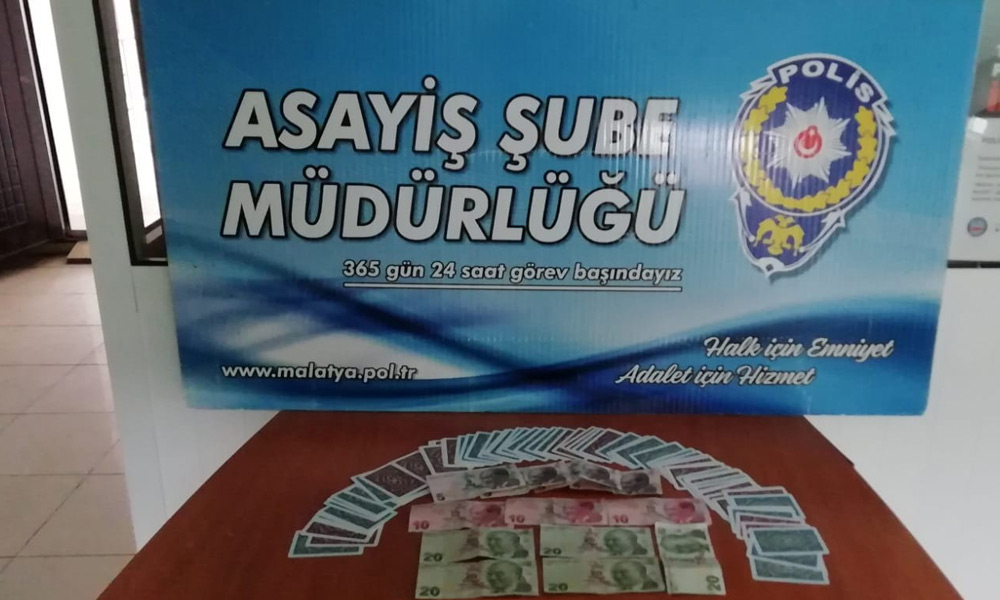 POLİS
ASAYİŞ ŞUBE
MÜDÜRLÜĞÜ
365 gün 24 saat görev başındayız
Halk için Emniyet
Adalet için Hizmet
www.malatya.pol.tr
5
10 10 10
20 20
20 20 20